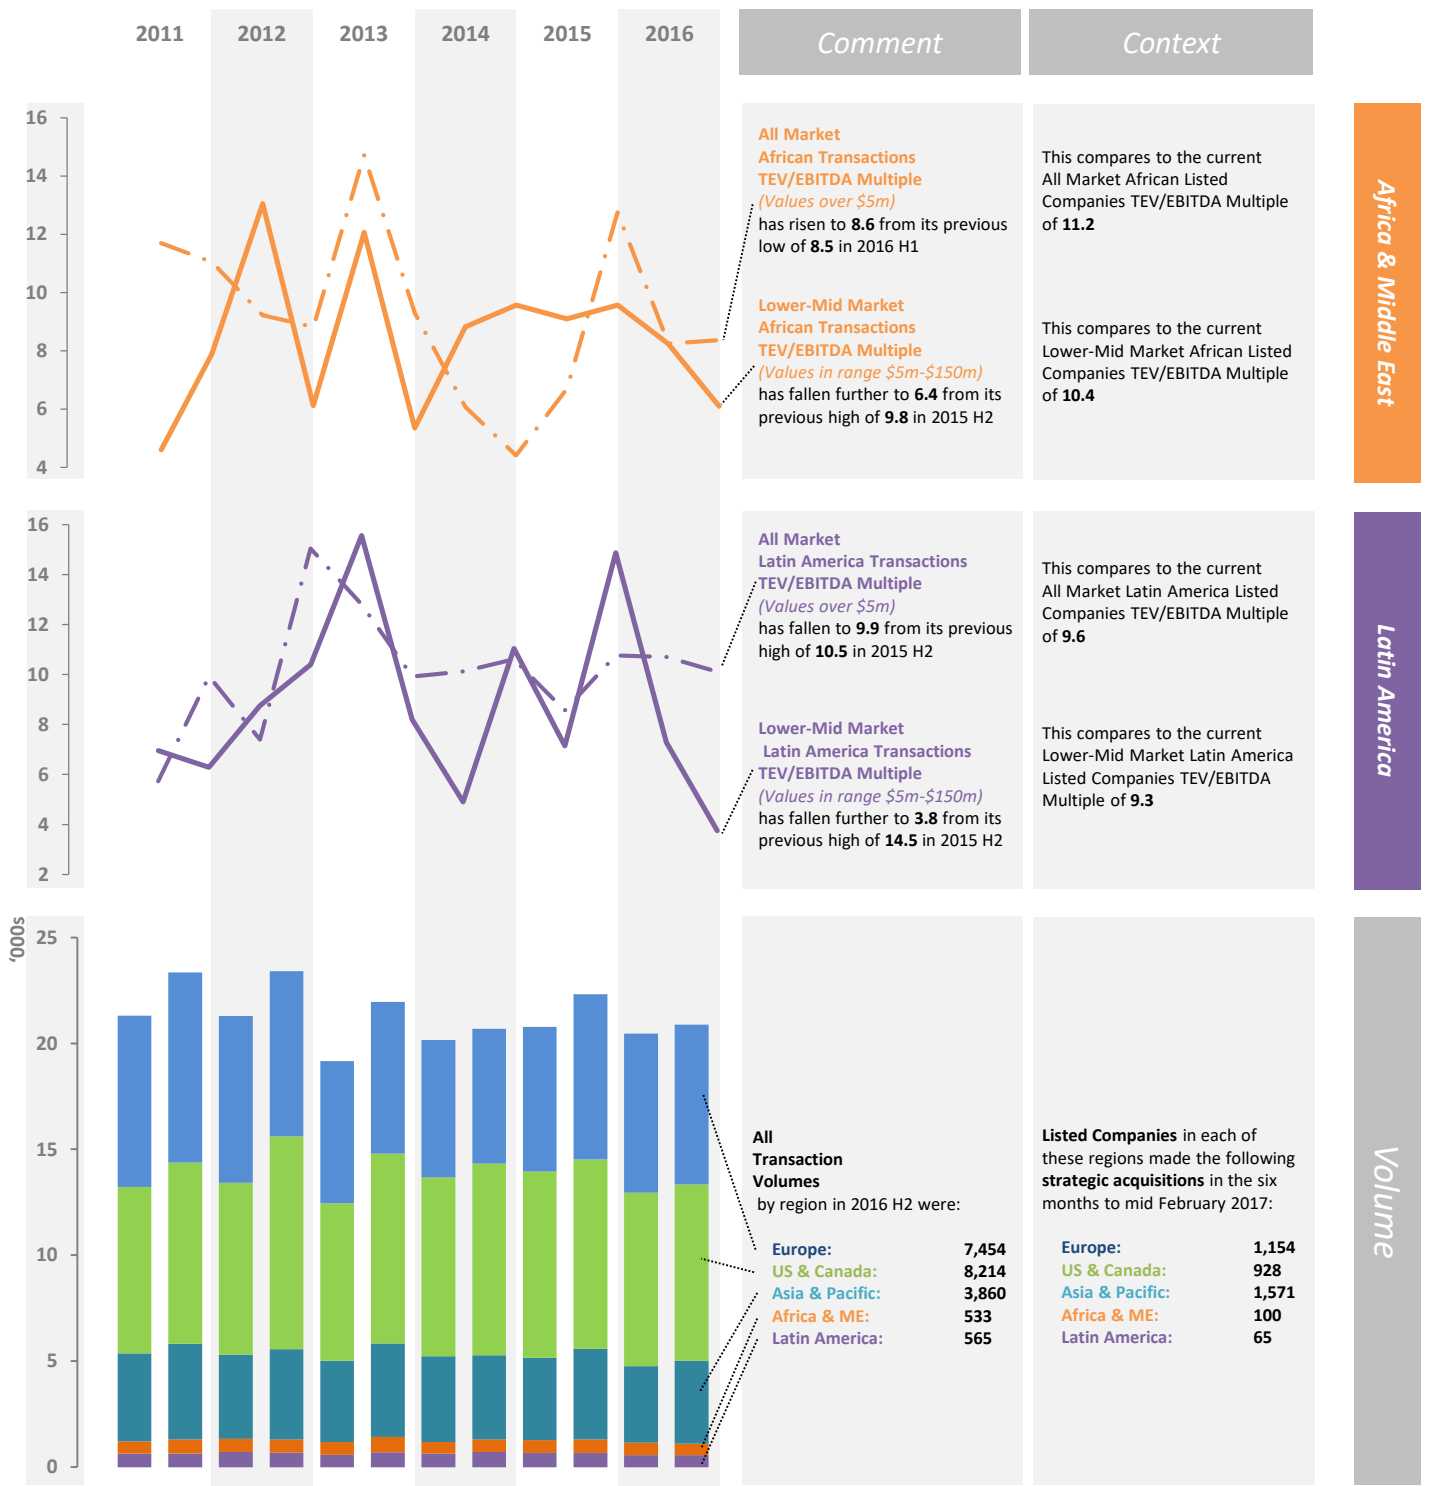 2011 2012 2013 2014 2015 2016 Comment Context
16
14
12
10
8
6
4
All Market
African Transactions
TEV/EBITDA Multiple
(Values over $5m)
has risen to 8.6 from its previous
low of 8.5 in 2016 H1
Lower-Mid Market
African Transactions
TEV/EBITDA Multiple
(Values in range $5m-$150m)
has fallen further to 6.4 from its
previous high of 9.8 in 2015 H2
This compares to the current
All Market African Listed
Companies TEV/EBITDA Multiple
of 11.2
This compares to the current
Lower-Mid Market African Listed
Companies TEV/EBITDA Multiple
of 10.4
Africa & Middle East
16
14
12
10
8
6
4
2
All Market
Latin America Transactions
TEV/EBITDA Multiple
(Values over $5m)
has fallen to 9.9 from its previous
high of 10.5 in 2015 H2
Lower-Mid Market
Latin America Transactions
TEV/EBITDA Multiple
(Values in range $5m-$150m)
has fallen further to 3.8 from its
previous high of 14.5 in 2015 H2
This compares to the current
All Market Latin America Listed
Companies TEV/EBITDA Multiple
of 9.6
This compares to the current
Lower-Mid Market Latin America
Listed Companies TEV/EBITDA
Multiple of 9.3
Latin America
'000s
25
20
15
10
5
0
All
Transaction
Volumes
by region in 2016 H2 were:
Europe: 7,454
US & Canada: 8,214
Asia & Pacific: 3,860
Africa & ME: 533
Latin America: 565
Listed Companies in each of
these regions made the following
strategic acquisitions in the six
months to mid February 2017:
Europe: 1,154
US & Canada: 928
Asia & Pacific: 1,571
Africa & ME: 100
Latin America: 65
Volume